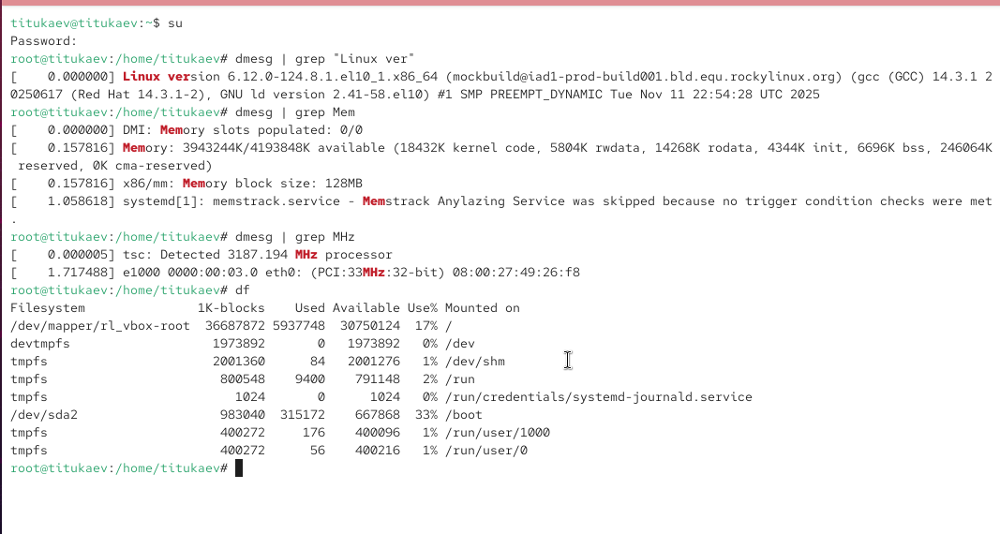 titukaev@titukaev:~$ su
Password:
root@titukaev:/home/titukaev# dmesg | grep "Linux ver"
[    0.000000] Linux version 6.12.0-124.8.1.el10_1.x86_64 (mockbuild@iad1-prod-build001.bld.equ.rockylinux.org) (gcc (GCC) 14.3.1 2
0250617 (Red Hat 14.3.1-2), GNU ld version 2.41-58.el10) #1 SMP PREEMPT_DYNAMIC Tue Nov 11 22:54:28 UTC 2025
root@titukaev:/home/titukaev# dmesg | grep Mem
[    0.000000] DMI: Memory slots populated: 0/0
[    0.157816] Memory: 3943244K/4193848K available (18432K kernel code, 5804K rwdata, 14268K rodata, 4344K init, 6696K bss, 246064K
 reserved, 0K cma-reserved)
[    0.157816] x86/mm: Memory block size: 128MB
[    1.058618] systemd[1]: memstrack.service - Memstrack Anylazing Service was skipped because no trigger condition checks were met
.
root@titukaev:/home/titukaev# dmesg | grep MHz
[    0.000005] tsc: Detected 3187.194 MHz processor
[    1.717488] e1000 0000:00:03.0 eth0: (PCI:33MHz:32-bit) 08:00:27:49:26:f8
root@titukaev:/home/titukaev# df
Filesystem               1K-blocks    Used Available Use% Mounted on
/dev/mapper/rl_vbox-root  36687872 5937748  30750124  17% /
devtmpfs                   1973892       0   1973892   0% /dev
tmpfs                      2001360      84   2001276   1% /dev/shm
tmpfs                       800548    9400    791148   2% /run
tmpfs                         1024       0      1024   0% /run/credentials/systemd-journald.service
/dev/sda2                   983040  315172    667868  33% /boot
tmpfs                       400272     176    400096   1% /run/user/1000
tmpfs                       400272      56    400216   1% /run/user/0
root@titukaev:/home/titukaev#